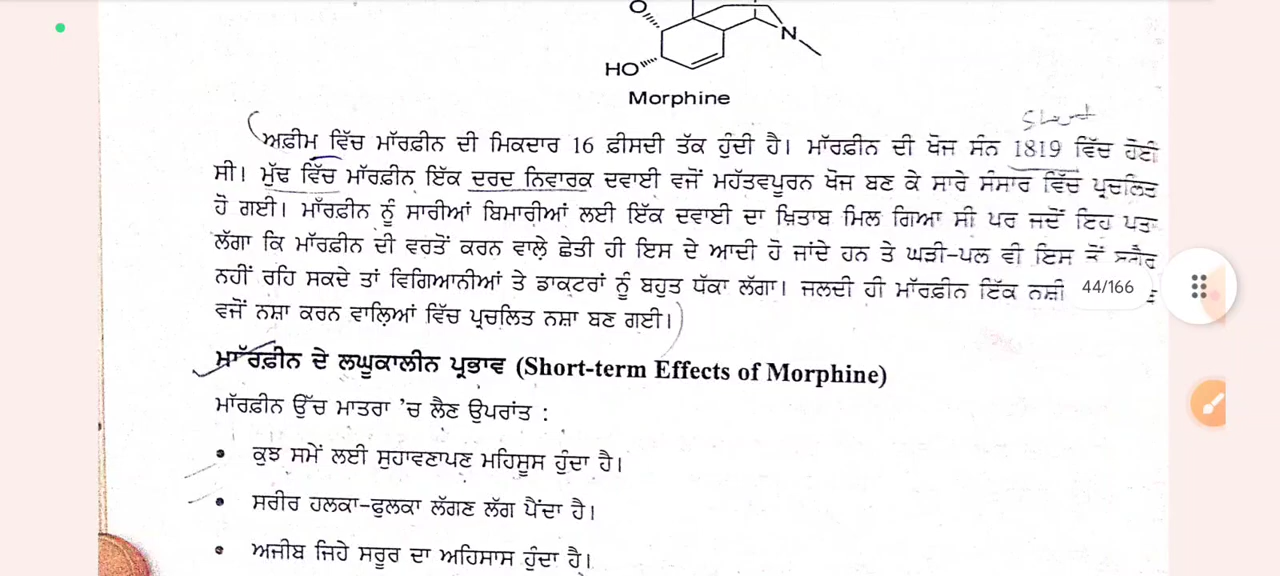 O
N
HO
Morphine
Short
ਅਫ਼ੀਮ ਵਿੱਚ ਮਾੱਰਫ਼ੀਨ ਦੀ ਮਿਕਦਾਰ 16 ਫ਼ੀਸਦੀ ਤੱਕ ਹੁੰਦੀ ਹੈ। ਮਾੱਰਫ਼ੀਨ ਦੀ ਖੋਜ ਸੰਨ 1819 ਵਿੱਚ ਹੋਈ
ਸੀ। ਮੁੱਢ ਵਿੱਚ ਮਾੱਰਫ਼ੀਨ ਇੱਕ ਦਰਦ ਨਿਵਾਰਕ ਦਵਾਈ ਵਜੋਂ ਮਹੱਤਵਪੂਰਨ ਖੋਜ ਬਣ ਕੇ ਸਾਰੇ ਸੰਸਾਰ ਵਿੱਚ ਪ੍ਰਚਲਿਤ
ਹੋ ਗਈ। ਮਾੱਰਫ਼ੀਨ ਨੂੰ ਸਾਰੀਆਂ ਬਿਮਾਰੀਆਂ ਲਈ ਇੱਕ ਦਵਾਈ ਦਾ ਖ਼ਿਤਾਬ ਮਿਲ ਗਿਆ ਸੀ ਪਰ ਜਦੋਂ ਇਹ ਪਤਾ
ਲੱਗਾ ਕਿ ਮਾੱਰਫ਼ੀਨ ਦੀ ਵਰਤੋਂ ਕਰਨ ਵਾਲ਼ੇ ਛੇਤੀ ਹੀ ਇਸ ਦੇ ਆਦੀ ਹੋ ਜਾਂਦੇ ਹਨ ਤੇ ਘੜੀ-ਪਲ ਵੀ ਇਸ ਤੋਂ
ਨਹੀਂ ਰਹਿ ਸਕਦੇ ਤਾਂ ਵਿਗਿਆਨੀਆਂ ਤੇ ਡਾਕਟਰਾਂ ਨੂੰ ਬਹੁਤ ਧੱਕਾ ਲੱਗਾ। ਜਲਦੀ ਹੀ ਮਾੱਰਫ਼ੀਨ ਇੱਕ 44/166
ਵਜੋਂ ਨਸ਼ਾ ਕਰਨ ਵਾਲ਼ਿਆਂ ਵਿੱਚ ਪ੍ਰਚਲਿਤ ਨਸ਼ਾ ਬਣ ਗਈ।
ਮਾੱਰਫ਼ੀਨ ਦੇ ਲਘੂਕਾਲੀਨ ਪ੍ਰਭਾਵ (Short-term Effects of Morphine)
ਮਾੱਰਫ਼ੀਨ ਉੱਚ ਮਾਤਰਾ 'ਚ ਲੈਣ ਉਪਰਾਂਤ :
• ਕੁਝ ਸਮੇਂ ਲਈ ਸੁਹਾਵਣਾਪਣ ਮਹਿਸੂਸ ਹੁੰਦਾ ਹੈ।
• ਸਰੀਰ ਹਲਕਾ-ਫੁਲਕਾ ਲੱਗਣ ਲੱਗ ਪੈਂਦਾ ਹੈ।
• ਅਜੀਬ ਜਿਹੇ ਸਰੂਰ ਦਾ ਅਹਿਸਾਸ ਹੁੰਦਾ ਹੈ।